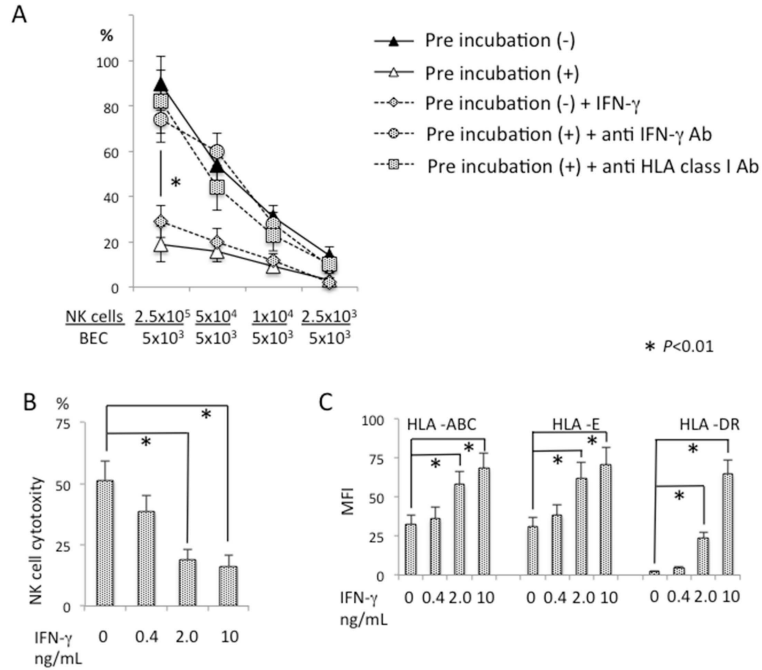 A
%
100
80
60
40
20
0
*
Pre incubation (-)
Pre incubation (+)
Pre incubation (-) + IFN-γ
Pre incubation (+) + anti IFN-γ Ab
Pre incubation (+) + anti HLA class I Ab
NK cells 2.5x10⁵ 5x10⁴ 1x10⁴ 2.5x10³
BEC 5x10³ 5x10³ 5x10³ 5x10³
* P<0.01
B
%
NK cell cytotoxity
75
50
25
0
*
*
IFN-γ 0 0.4 2.0 10
ng/mL
C
MFI
100
75
50
25
0
HLA -ABC HLA -E HLA -DR
* * *
* * *
IFN-γ 0 0.4 2.0 10 0 0.4 2.0 10 0 0.4 2.0 10
ng/mL